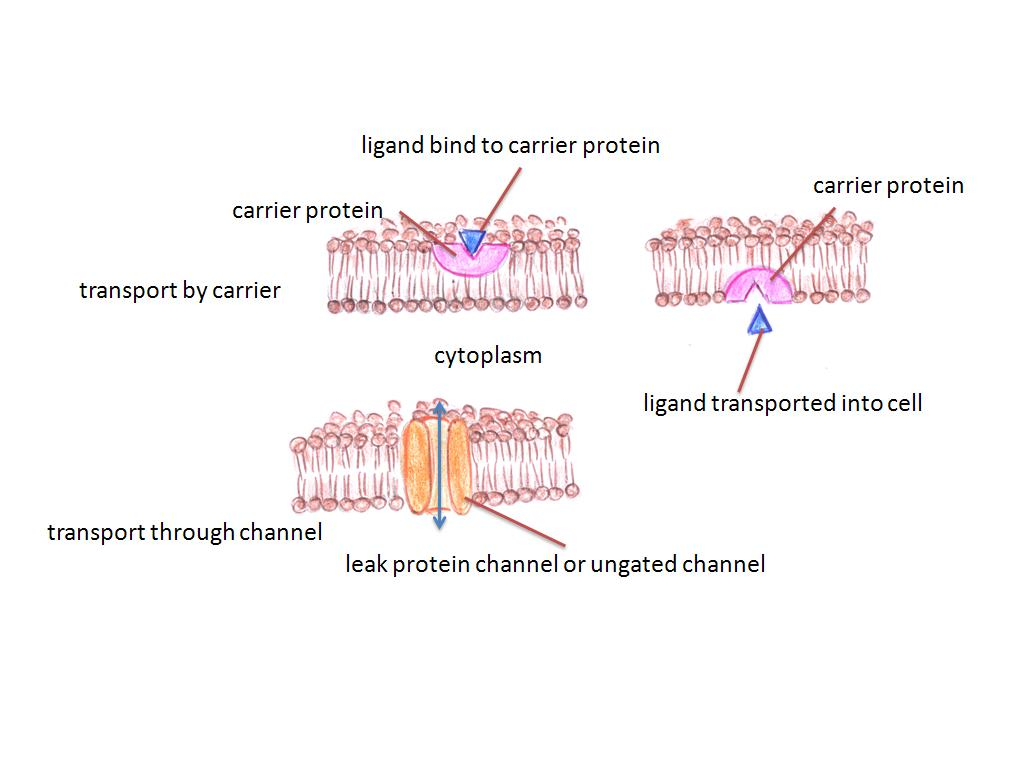 ligand bind to carrier protein
carrier protein
carrier protein
transport by carrier
cytoplasm
ligand transported into cell
transport through channel
leak protein channel or ungated channel